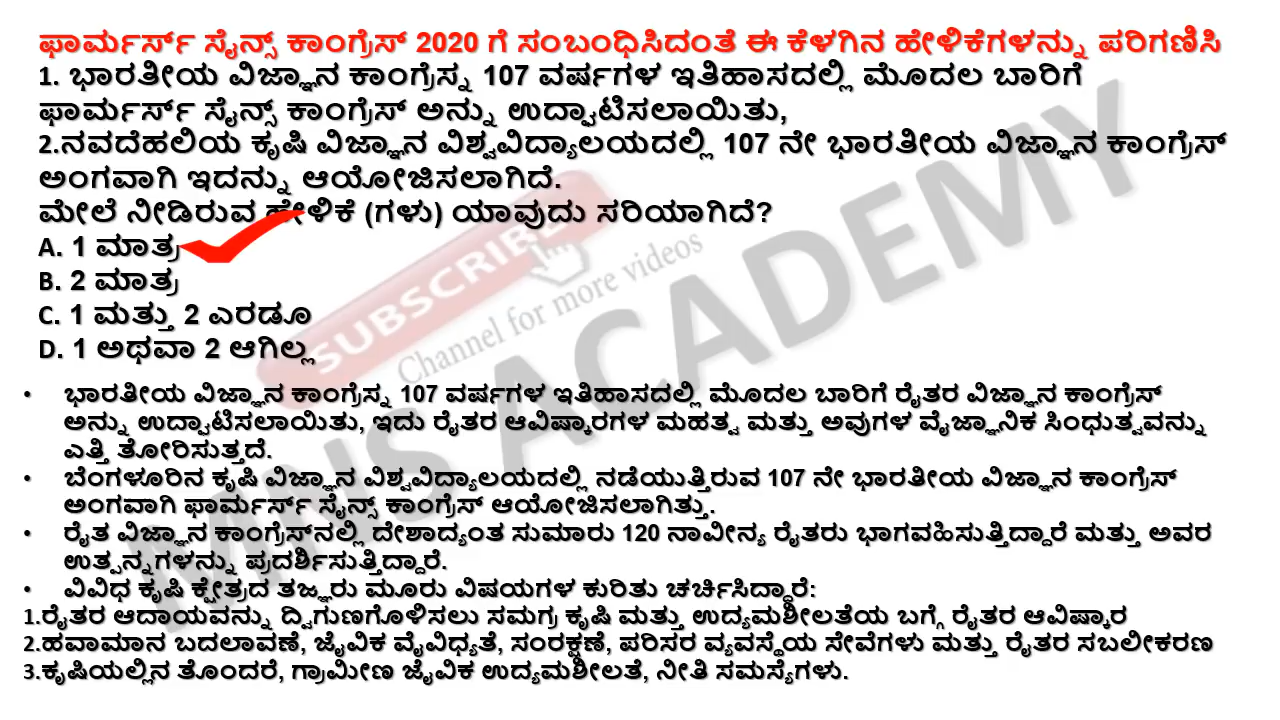 ಫಾರ್ಮರ್ಸ್ ಸೈನ್ಸ್ ಕಾಂಗ್ರೆಸ್ 2020 ಗೆ ಸಂಬಂಧಿಸಿದಂತೆ ಈ ಕೆಳಗಿನ ಹೇಳಿಕೆಗಳನ್ನು ಪರಿಗಣಿಸಿ
1. ಭಾರತೀಯ ವಿಜ್ಞಾನ ಕಾಂಗ್ರೆಸ್ನ 107 ವರ್ಷಗಳ ಇತಿಹಾಸದಲ್ಲಿ ಮೊದಲ ಬಾರಿಗೆ
ಫಾರ್ಮರ್ಸ್ ಸೈನ್ಸ್ ಕಾಂಗ್ರೆಸ್ ಅನ್ನು ಉದ್ಘಾಟಿಸಲಾಯಿತು,
2.ನವದೆಹಲಿಯ ಕೃಷಿ ವಿಜ್ಞಾನ ವಿಶ್ವವಿದ್ಯಾಲಯದಲ್ಲಿ 107 ನೇ ಭಾರತೀಯ ವಿಜ್ಞಾನ ಕಾಂಗ್ರೆಸ್
ಅಂಗವಾಗಿ ಇದನ್ನು ಆಯೋಜಿಸಲಾಗಿದೆ.
ಮೇಲೆ ನೀಡಿರುವ ಹೇಳಿಕೆ (ಗಳು) ಯಾವುದು ಸರಿಯಾಗಿದೆ?
A. 1 ಮಾತ್ರ
B. 2 ಮಾತ್ರ
C. 1 ಮತ್ತು 2 ಎರಡೂ
D. 1 ಅಥವಾ 2 ಆಗಿಲ್ಲ
SUBSCRIBE
Channel for more videos
MNS ACADEMY
• ಭಾರತೀಯ ವಿಜ್ಞಾನ ಕಾಂಗ್ರೆಸ್ನ 107 ವರ್ಷಗಳ ಇತಿಹಾಸದಲ್ಲಿ ಮೊದಲ ಬಾರಿಗೆ ರೈತರ ವಿಜ್ಞಾನ ಕಾಂಗ್ರೆಸ್
ಅನ್ನು ಉದ್ಘಾಟಿಸಲಾಯಿತು, ಇದು ರೈತರ ಆವಿಷ್ಕಾರಗಳ ಮಹತ್ವ ಮತ್ತು ಅವುಗಳ ವೈಜ್ಞಾನಿಕ ಸಿಂಧುತ್ವವನ್ನು
ಎತ್ತಿ ತೋರಿಸುತ್ತದೆ.
• ಬೆಂಗಳೂರಿನ ಕೃಷಿ ವಿಜ್ಞಾನ ವಿಶ್ವವಿದ್ಯಾಲಯದಲ್ಲಿ ನಡೆಯುತ್ತಿರುವ 107 ನೇ ಭಾರತೀಯ ವಿಜ್ಞಾನ ಕಾಂಗ್ರೆಸ್
ಅಂಗವಾಗಿ ಫಾರ್ಮರ್ಸ್ ಸೈನ್ಸ್ ಕಾಂಗ್ರೆಸ್ ಆಯೋಜಿಸಲಾಗಿತ್ತು.
• ರೈತ ವಿಜ್ಞಾನ ಕಾಂಗ್ರೆಸ್‌ನಲ್ಲಿ ದೇಶಾದ್ಯಂತ ಸುಮಾರು 120 ನಾವೀನ್ಯ ರೈತರು ಭಾಗವಹಿಸುತ್ತಿದ್ದಾರೆ ಮತ್ತು ಅವರ
ಉತ್ಪನ್ನಗಳನ್ನು ಪ್ರದರ್ಶಿಸುತ್ತಿದ್ದಾರೆ.
• ವಿವಿಧ ಕೃಷಿ ಕ್ಷೇತ್ರದ ತಜ್ಞರು ಮೂರು ವಿಷಯಗಳ ಕುರಿತು ಚರ್ಚಿಸಿದ್ದಾರೆ:
1.ರೈತರ ಆದಾಯವನ್ನು ದ್ವಿಗುಣಗೊಳಿಸಲು ಸಮಗ್ರ ಕೃಷಿ ಮತ್ತು ಉದ್ಯಮಶೀಲತೆಯ ಬಗ್ಗೆ ರೈತರ ಆವಿಷ್ಕಾರ
2.ಹವಾಮಾನ ಬದಲಾವಣೆ, ಜೈವಿಕ ವೈವಿಧ್ಯತೆ, ಸಂರಕ್ಷಣೆ, ಪರಿಸರ ವ್ಯವಸ್ಥೆಯ ಸೇವೆಗಳು ಮತ್ತು ರೈತರ ಸಬಲೀಕರಣ
3.ಕೃಷಿಯಲ್ಲಿನ ತೊಂದರೆ, ಗ್ರಾಮೀಣ ಜೈವಿಕ ಉದ್ಯಮಶೀಲತೆ, ನೀತಿ ಸಮಸ್ಯೆಗಳು.